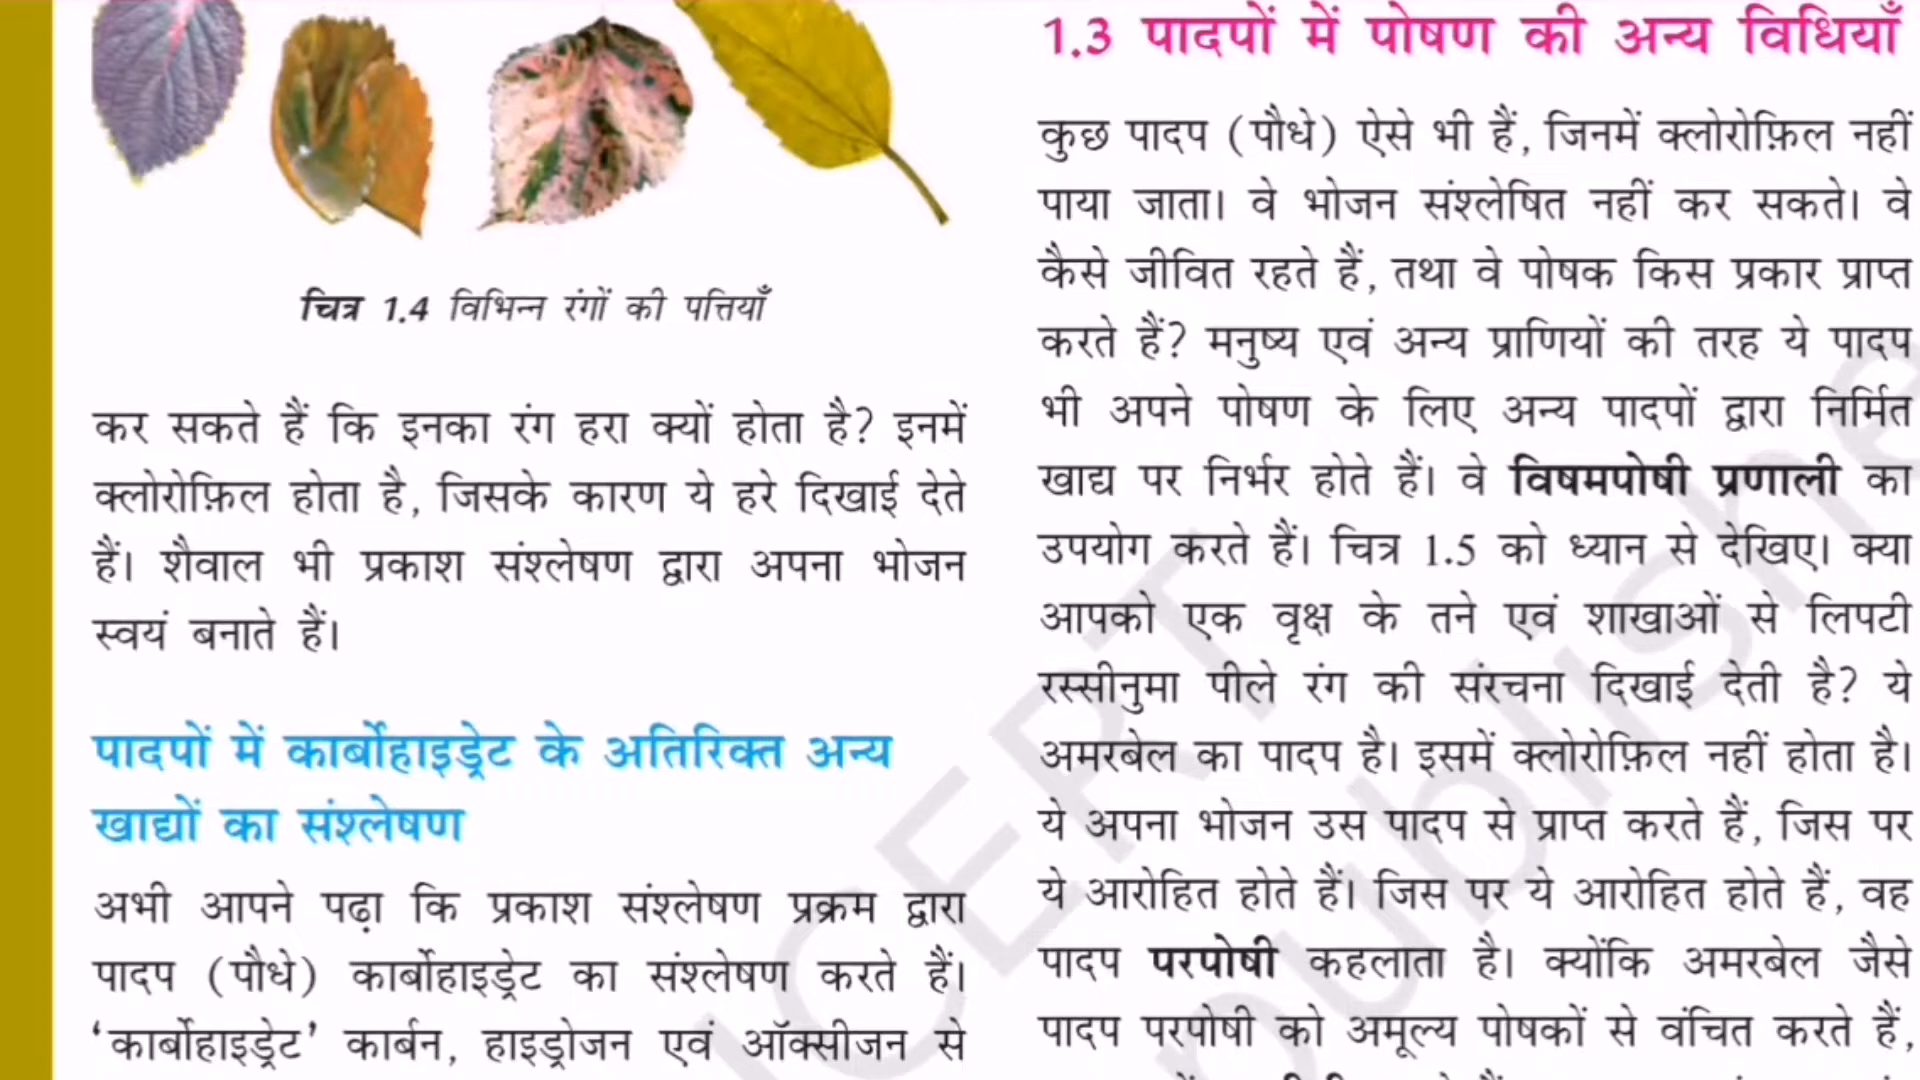 चित्र 1.4 विभिन्न रंगों की पत्तियाँ
कर सकते हैं कि इनका रंग हरा क्यों होता है? इनमें
क्लोरोफ़िल होता है, जिसके कारण ये हरे दिखाई देते
हैं। शैवाल भी प्रकाश संश्लेषण द्वारा अपना भोजन
स्वयं बनाते हैं।
पादपों में कार्बोहाइड्रेट के अतिरिक्त अन्य
खाद्यों का संश्लेषण
अभी आपने पढ़ा कि प्रकाश संश्लेषण प्रक्रम द्वारा
पादप (पौधे) कार्बोहाइड्रेट का संश्लेषण करते हैं।
‘कार्बोहाइड्रेट’ कार्बन, हाइड्रोजन एवं ऑक्सीजन से
1.3 पादपों में पोषण की अन्य विधियाँ
कुछ पादप (पौधे) ऐसे भी हैं, जिनमें क्लोरोफ़िल नहीं
पाया जाता। वे भोजन संश्लेषित नहीं कर सकते। वे
कैसे जीवित रहते हैं, तथा वे पोषक किस प्रकार प्राप्त
करते हैं? मनुष्य एवं अन्य प्राणियों की तरह ये पादप
भी अपने पोषण के लिए अन्य पादपों द्वारा निर्मित
खाद्य पर निर्भर होते हैं। वे विषमपोषी प्रणाली का
उपयोग करते हैं। चित्र 1.5 को ध्यान से देखिए। क्या
आपको एक वृक्ष के तने एवं शाखाओं से लिपटी
रस्सीनुमा पीले रंग की संरचना दिखाई देती है? ये
अमरबेल का पादप है। इसमें क्लोरोफ़िल नहीं होता है।
ये अपना भोजन उस पादप से प्राप्त करते हैं, जिस पर
ये आरोहित होते हैं। जिस पर ये आरोहित होते हैं, वह
पादप परपोषी कहलाता है। क्योंकि अमरबेल जैसे
पादप परपोषी को अमूल्य पोषकों से वंचित करते हैं,
NCERT
publishe